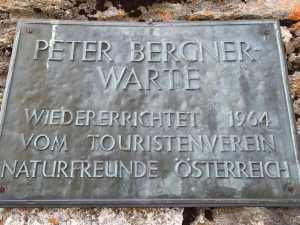 PETER BERGNER-
WARTE
WIEDERERRICHTET 1964
VOM TOURISTENVEREIN
NATURFREUNDE ÖSTERREICH